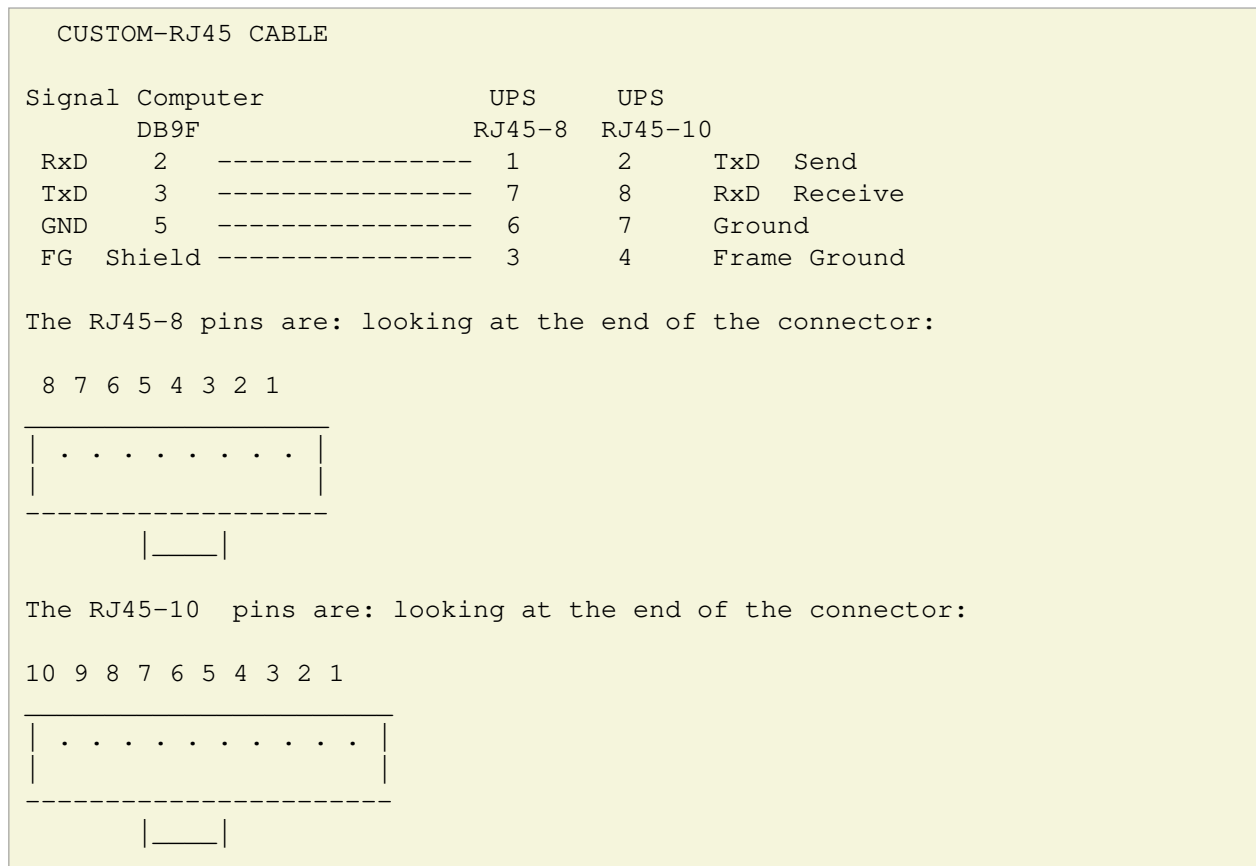 CUSTOM-RJ45 CABLE
Signal Computer UPS UPS
DB9F RJ45-8 RJ45-10
RxD 2 ---------------- 1 2 TxD Send
TxD 3 ---------------- 7 8 RxD Receive
GND 5 ---------------- 6 7 Ground
FG Shield ---------------- 3 4 Frame Ground
The RJ45-8 pins are: looking at the end of the connector:
8 7 6 5 4 3 2 1
___________________
| . . . . . . . . |
| |
-------------------
|____|
The RJ45-10 pins are: looking at the end of the connector:
10 9 8 7 6 5 4 3 2 1
_______________________
| . . . . . . . . . . |
| |
-----------------------
|____|